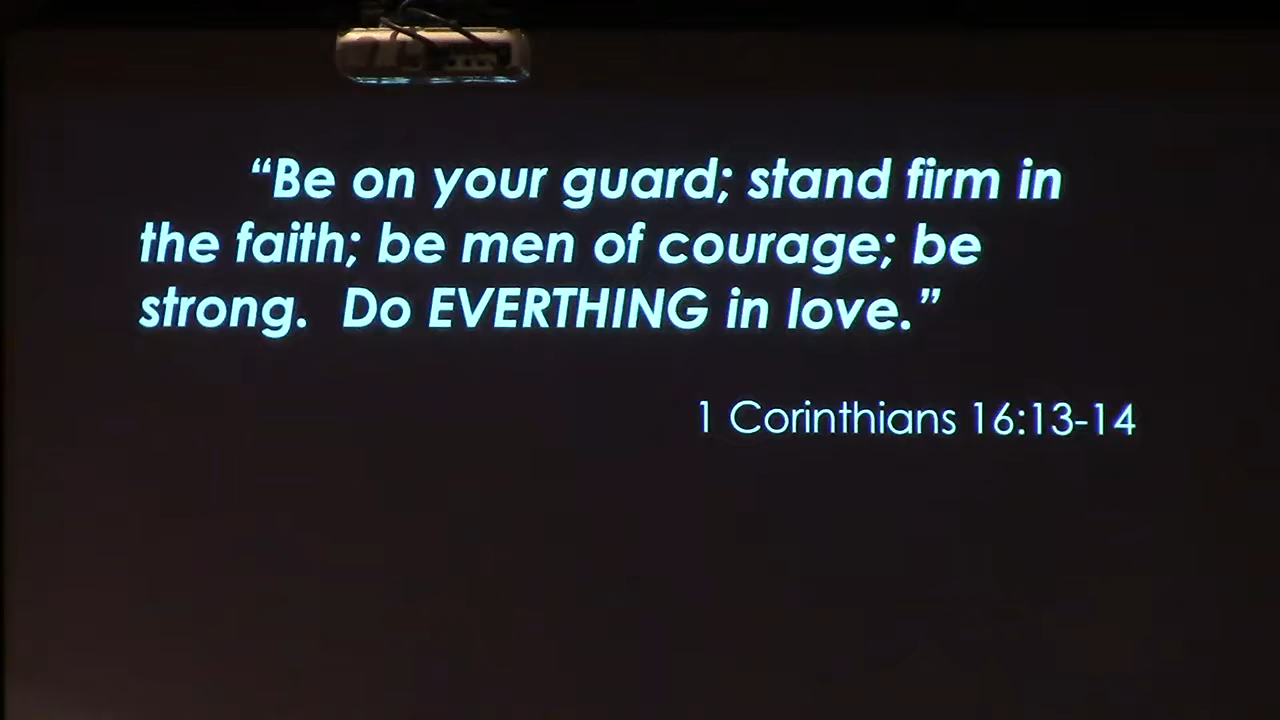 “Be on your guard; stand firm in
the faith; be men of courage; be
strong.  Do EVERTHING in love.”
1 Corinthians 16:13-14